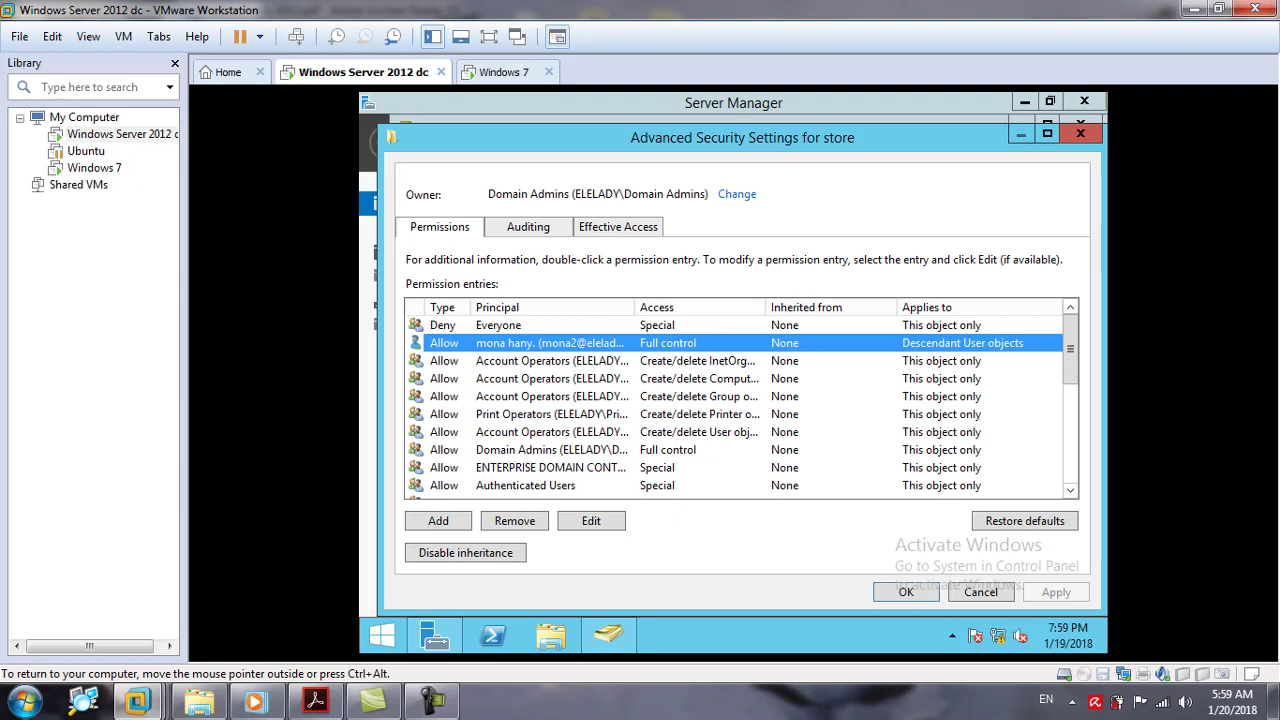 Windows Server 2012 dc - VMware Workstation
File Edit View VM Tabs Help
Library
Type here to search
My Computer
Windows Server 2012 d
Ubuntu
Windows 7
Shared VMs
Home Windows Server 2012 dc Windows 7
Server Manager
Advanced Security Settings for store
Owner: Domain Admins (ELELADY\Domain Admins) Change
Permissions Auditing Effective Access
For additional information, double-click a permission entry. To modify a permission entry, select the entry and click Edit (if available).
Permission entries:
Type Principal Access Inherited from Applies to
Deny Everyone Special None This object only
Allow mona hany. (mona2@elelad... Full control None Descendant User objects
Allow Account Operators (ELELADY... Create/delete InetOrg... None This object only
Allow Account Operators (ELELADY... Create/delete Comput... None This object only
Allow Account Operators (ELELADY... Create/delete Group o... None This object only
Allow Print Operators (ELELADY\Pri... Create/delete Printer o... None This object only
Allow Account Operators (ELELADY... Create/delete User obj... None This object only
Allow Domain Admins (ELELADY\D... Full control None This object only
Allow ENTERPRISE DOMAIN CONT... Special None This object only
Allow Authenticated Users Special None This object only
Add Remove Edit Restore defaults
Disable inheritance
Activate Windows
Go to System in Control Panel
to activate Windows.
OK Cancel Apply
7:59 PM
1/19/2018
To return to your computer, move the mouse pointer outside or press Ctrl+Alt.
EN
5:59 AM
1/20/2018